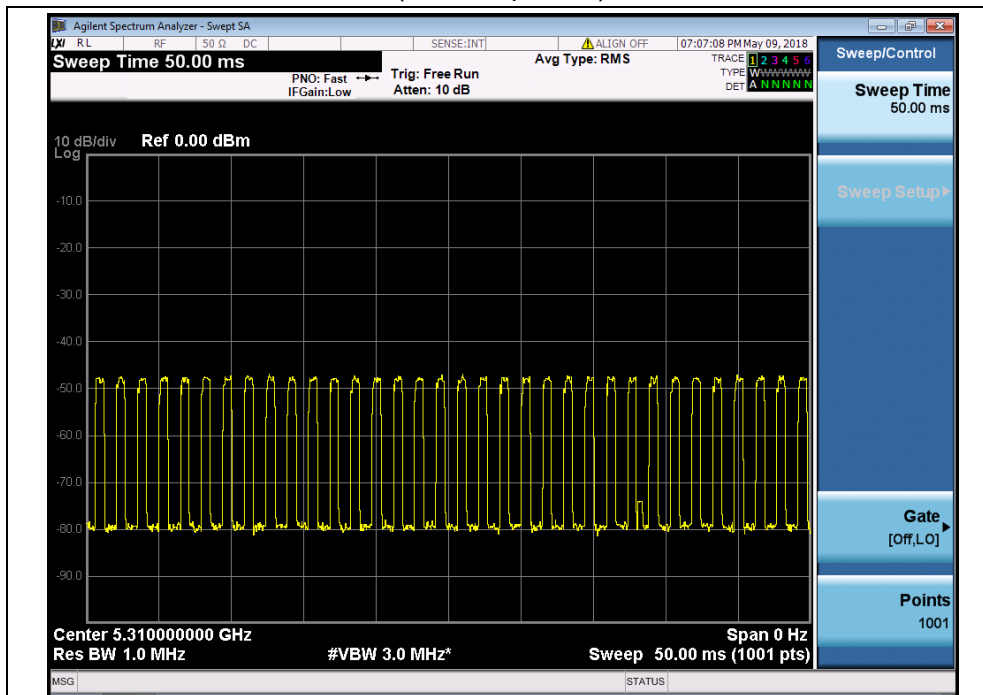 Agilent Spectrum Analyzer - Swept SA
LXI RL RF 50 Ω DC SENSE:INT ALIGN OFF 07:07:08 PM May 09, 2018
Sweep Time 50.00 ms
PNO: Fast
IFGain:Low
Trig: Free Run
Atten: 10 dB
Avg Type: RMS
TRACE 1 2 3 4 5 6
TYPE WWWWWW
DET A N N N N N
10 dB/div Ref 0.00 dBm
Log
-10.0
-20.0
-30.0
-40.0
-50.0
-60.0
-70.0
-80.0
-90.0
Center 5.310000000 GHz Span 0 Hz
Res BW 1.0 MHz #VBW 3.0 MHz* Sweep 50.00 ms (1001 pts)
MSG STATUS
Sweep/Control
Sweep Time
50.00 ms
Sweep Setup
Gate
[Off,LO]
Points
1001